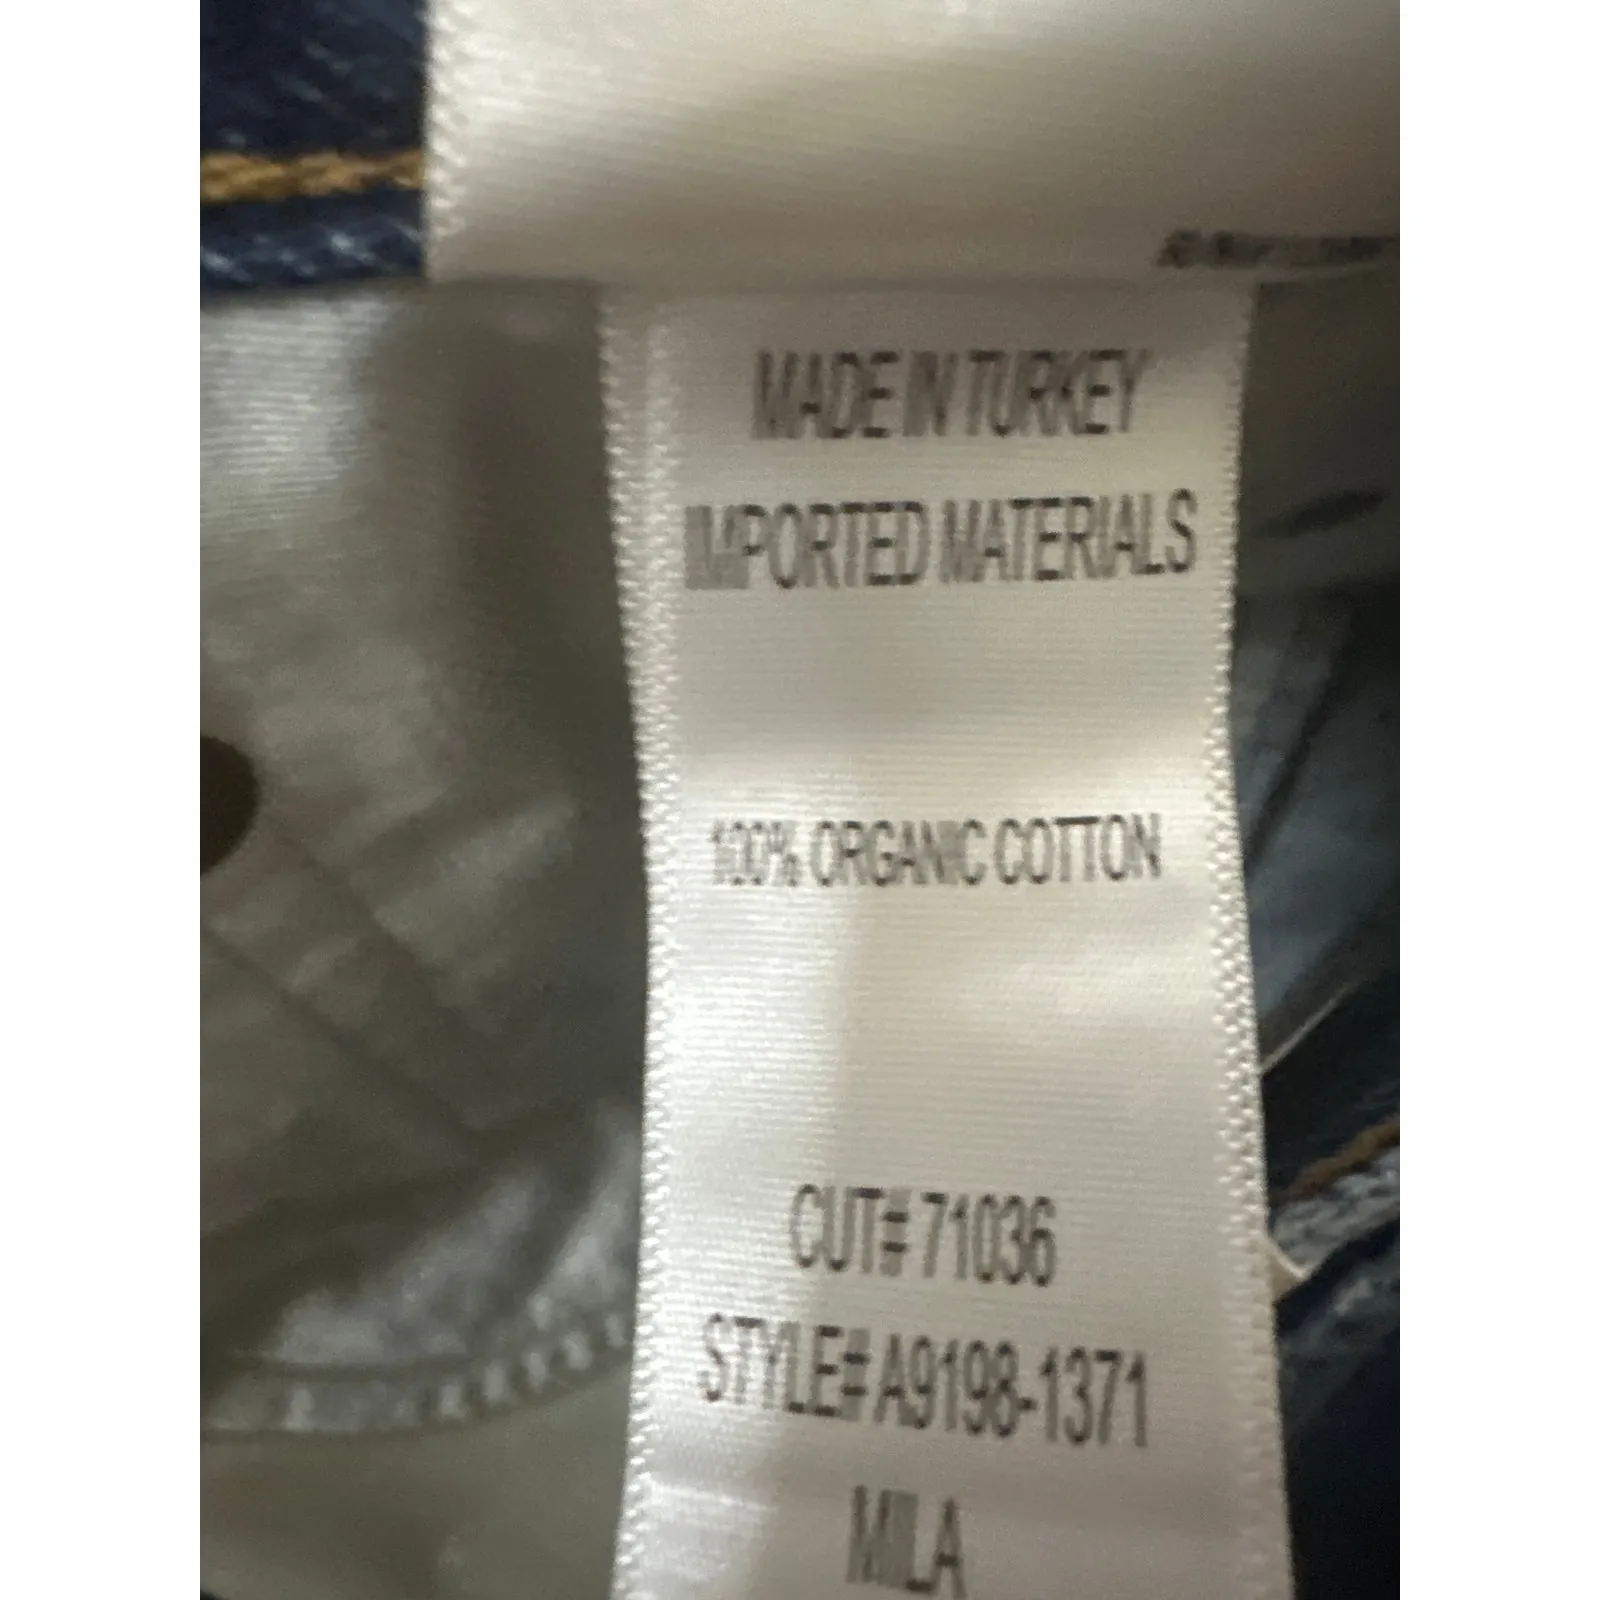 MADE IN TURKEY
IMPORTED MATERIALS
100% ORGANIC COTTON
CUT# 71036
STYLE# A9198-1371
MILA